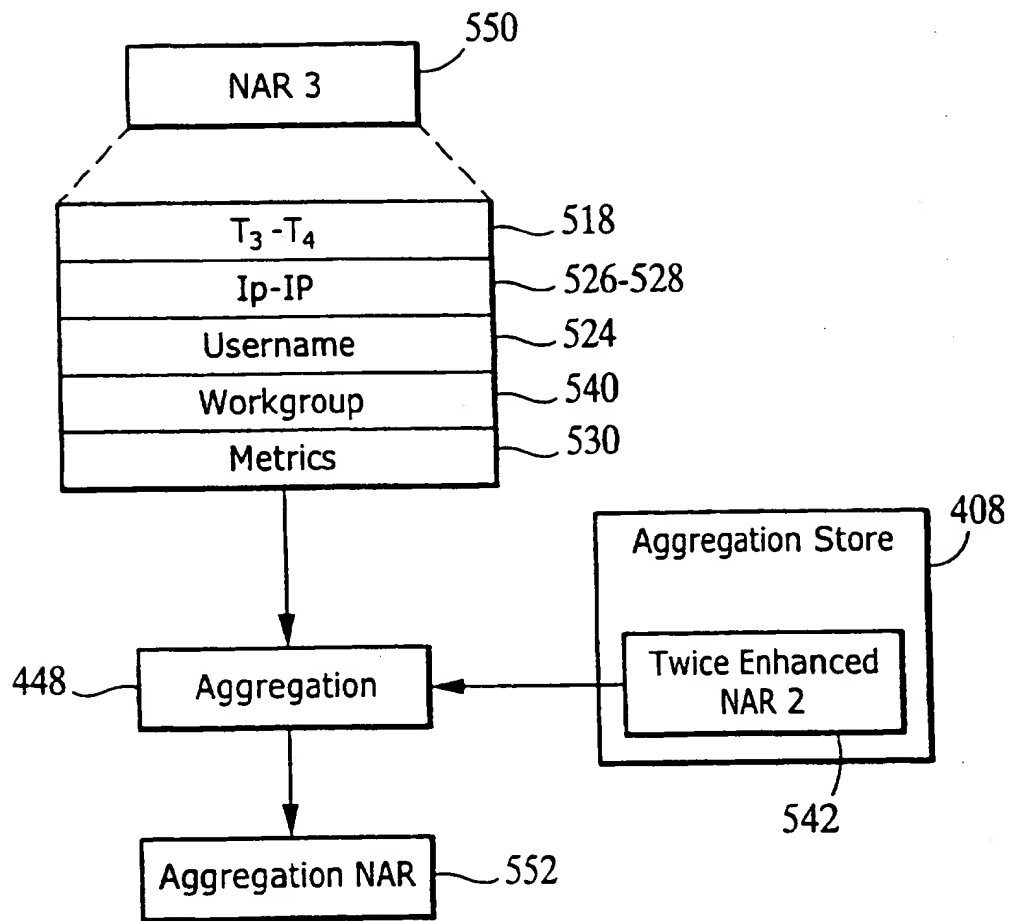 550
NAR 3
T₃-T₄
518
Ip-IP
526-528
Username
524
Workgroup
540
Metrics
530
408
Aggregation Store
Twice Enhanced
NAR 2
542
448
Aggregation
Aggregation NAR
552